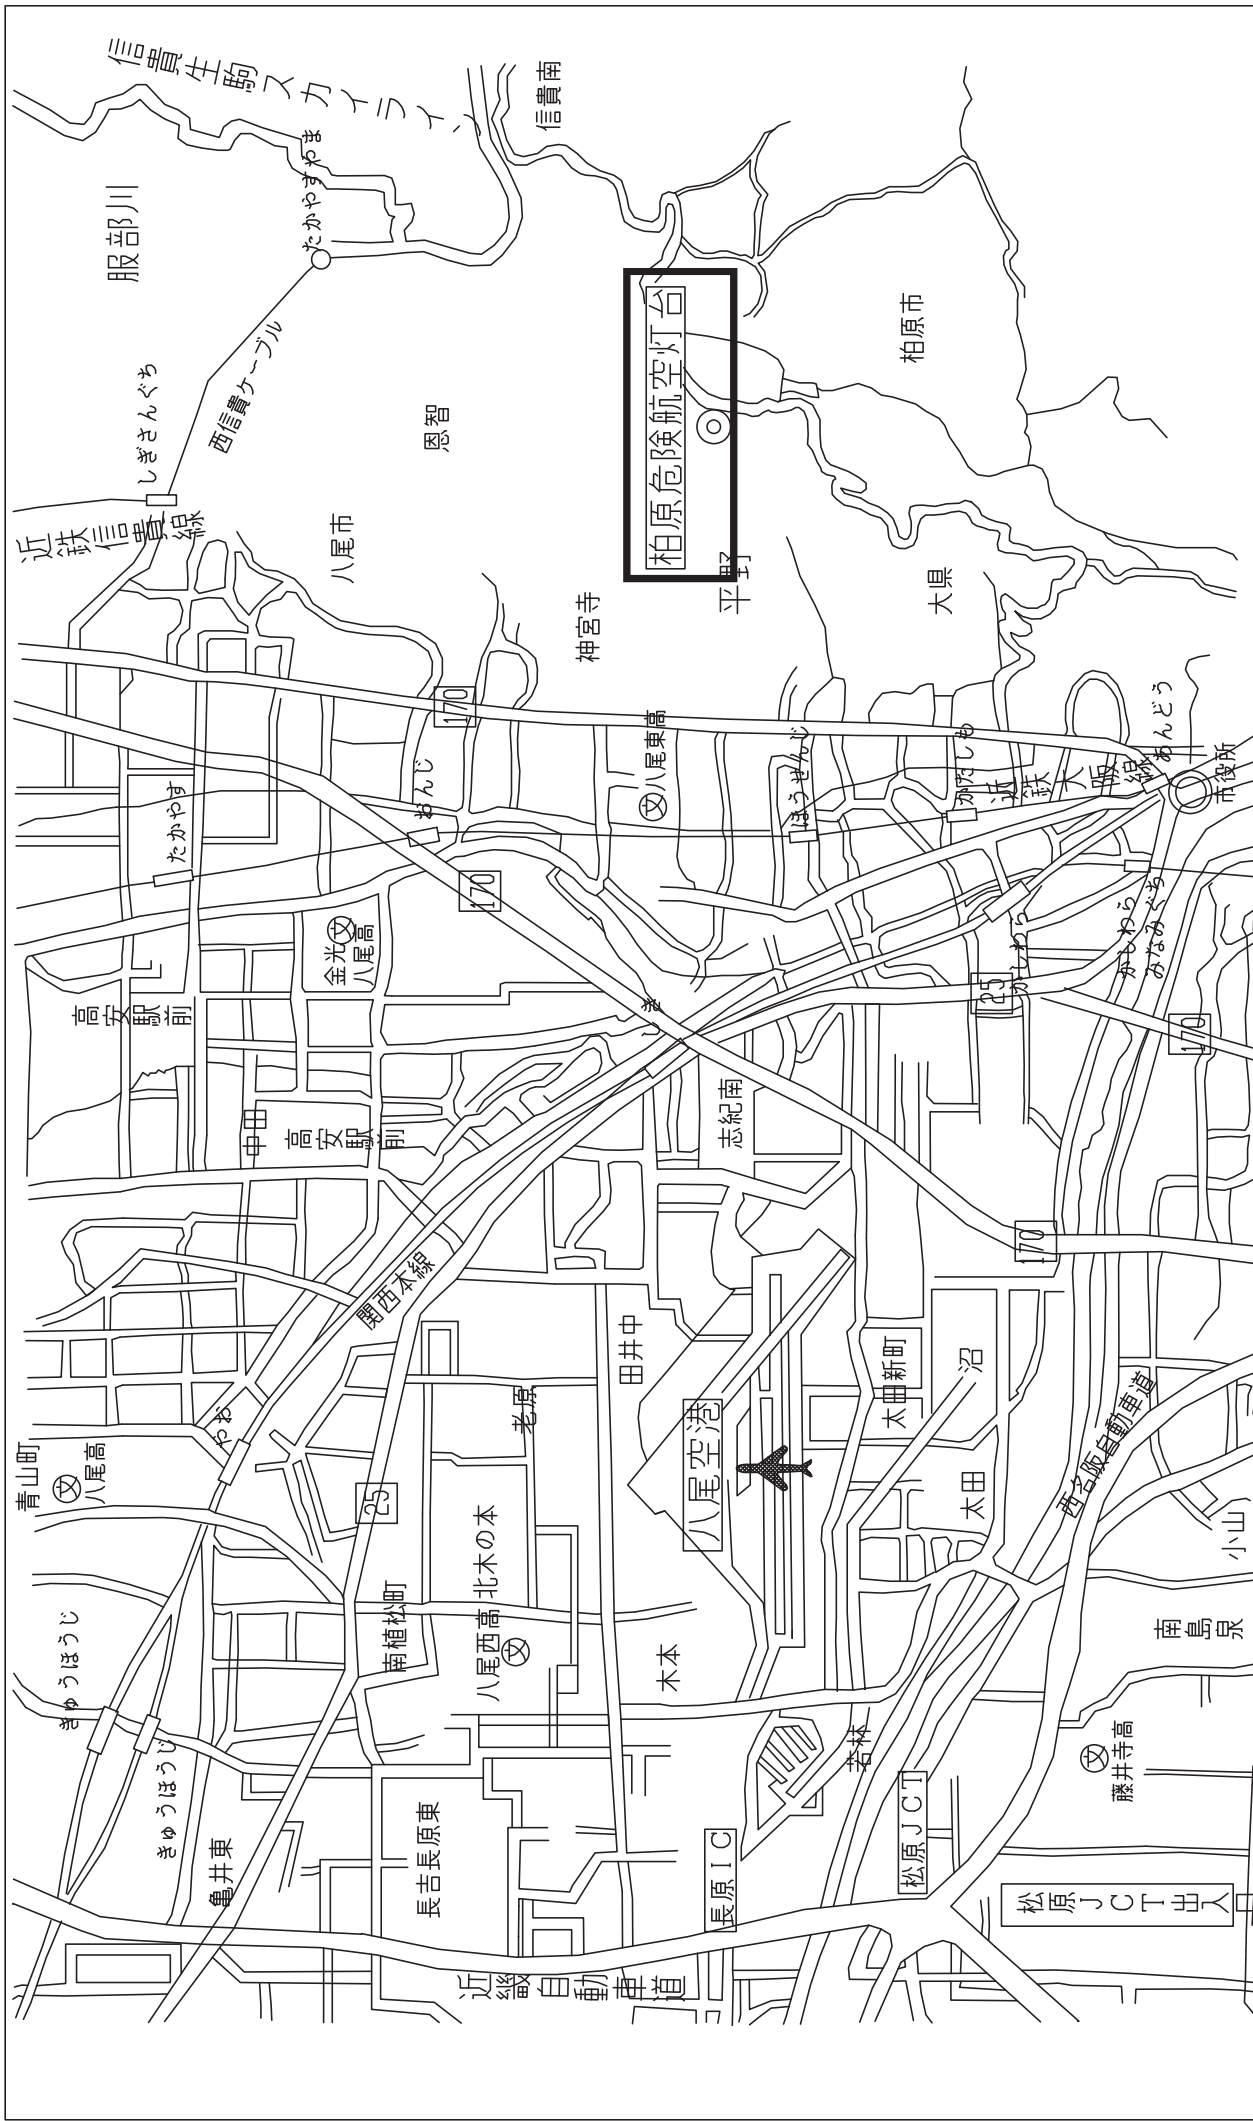 信貴生駒スカイライン
信貴南
服部川
たかやすやま
西信貴ケーブル
しぎさんぐち
近鉄信貴線
恩智
八尾市
柏原危険航空灯台
柏原市
平野
大県
神宮寺
170
八尾東高
文
おんじ
たかやす
ほうせんじ
かたしも
近鉄大阪線
あんどう
市役所
170
金光
八尾高
文
高安駅前
しき
25
かしわら
かしわら
みなみぐち
170
志紀南
中田
高安駅前
関西本線
170
田井中
老原
八尾空港
太田新町
沼
太田
西名阪自動車道
小山
やお
青山町
八尾高
文
25
北木の本
八尾西高
文
南植松町
木本
南島泉
きゅうほうじ
きゅうほうじ
若林
藤井寺高
文
亀井東
長吉長原東
長原IC
松原JCT
松原JCT出入口
近畿自動車道